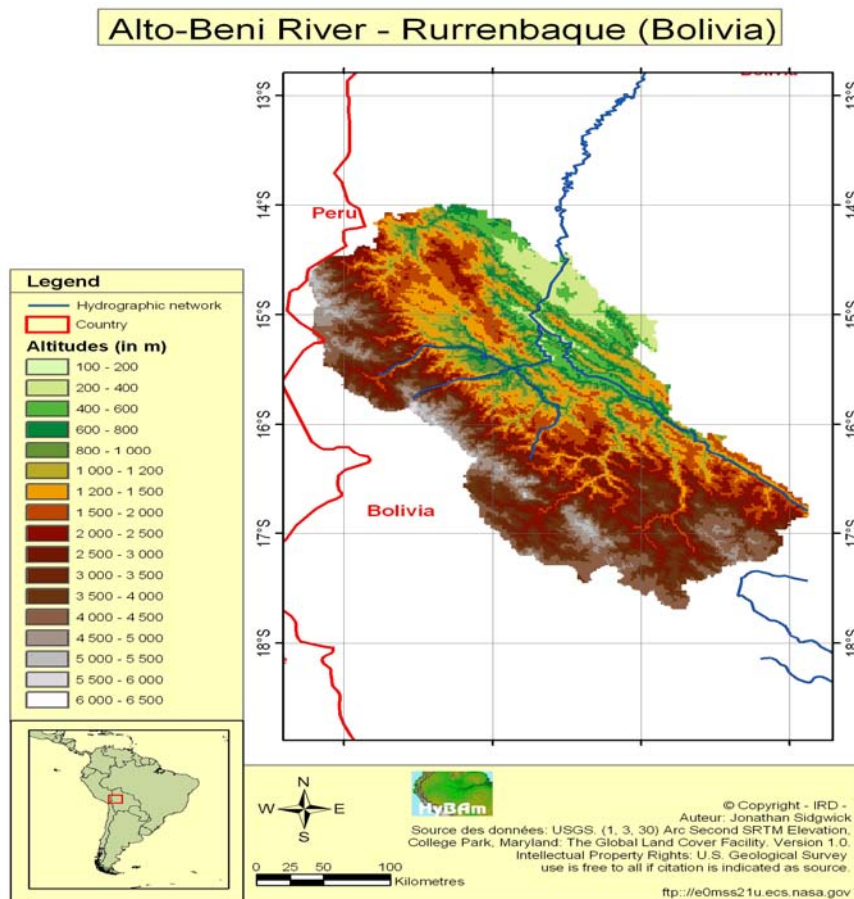 Alto-Beni River - Rurrenbaque (Bolivia)
Bolivia
13°S
13°S
14°S
14°S
Peru
15°S
15°S
16°S
16°S
Bolivia
17°S
17°S
18°S
18°S
Legend
Hydrographic network
Country
Altitudes (in m)
100 - 200
200 - 400
400 - 600
600 - 800
800 - 1 000
1 000 - 1 200
1 200 - 1 500
1 500 - 2 000
2 000 - 2 500
2 500 - 3 000
3 000 - 3 500
3 500 - 4 000
4 000 - 4 500
4 500 - 5 000
5 000 - 5 500
5 500 - 6 000
6 000 - 6 500
N
W E
S
0 25 50 100
Kilometres
HyBAm
© Copyright - IRD -
Auteur: Jonathan Sidgwick
Source des données: USGS. (1, 3, 30) Arc Second SRTM Elevation,
College Park, Maryland: The Global Land Cover Facility. Version 1.0.
Intellectual Property Rights: U.S. Geological Survey
use is free to all if citation is indicated as source.
ftp://e0mss21u.ecs.nasa.gov